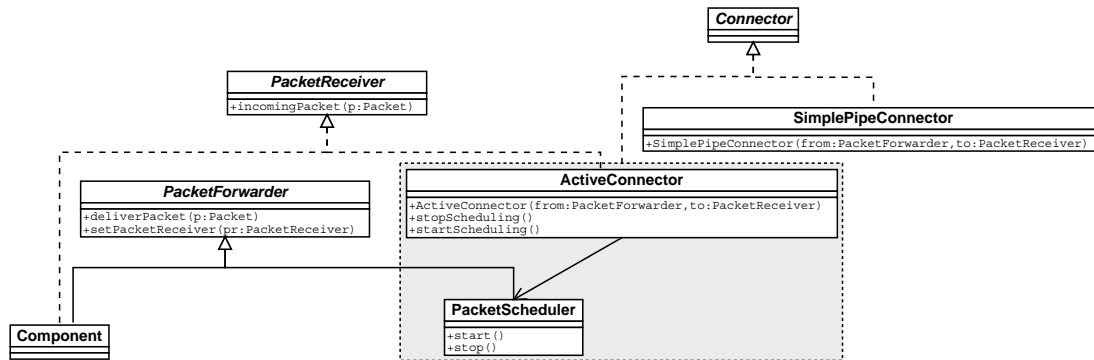 Connector
PacketReceiver
+incomingPacket(p:Packet)
SimplePipeConnector
+SimplePipeConnector(from:PacketForwarder,to:PacketReceiver)
PacketForwarder
+deliverPacket(p:Packet)
+setPacketReceiver(pr:PacketReceiver)
ActiveConnector
+ActiveConnector(from:PacketForwarder,to:PacketReceiver)
+stopScheduling()
+startScheduling()
PacketScheduler
+start()
+stop()
Component